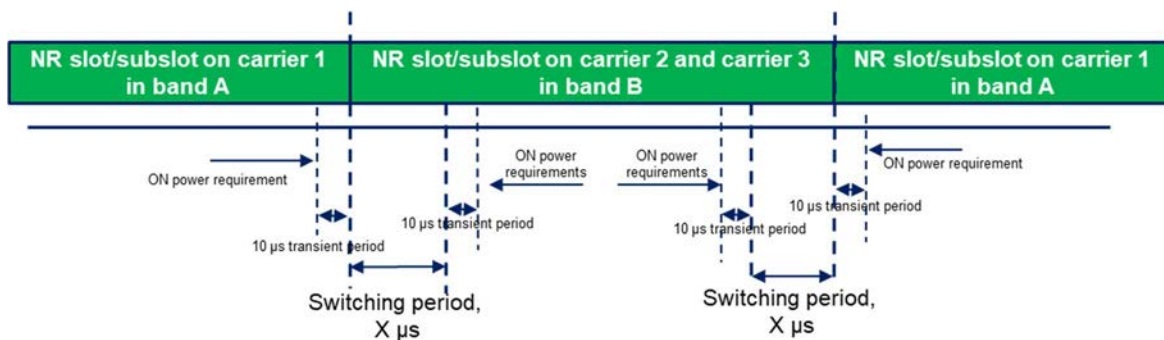 NR slot/subslot on carrier 1
in band A
NR slot/subslot on carrier 2 and carrier 3
in band B
NR slot/subslot on carrier 1
in band A
ON power requirement
ON power
requirements
ON power
requirements
ON power requirement
10 µs transient period
10 µs transient period
10 µs transient period
10 µs transient period
Switching period,
X µs
Switching period,
X µs